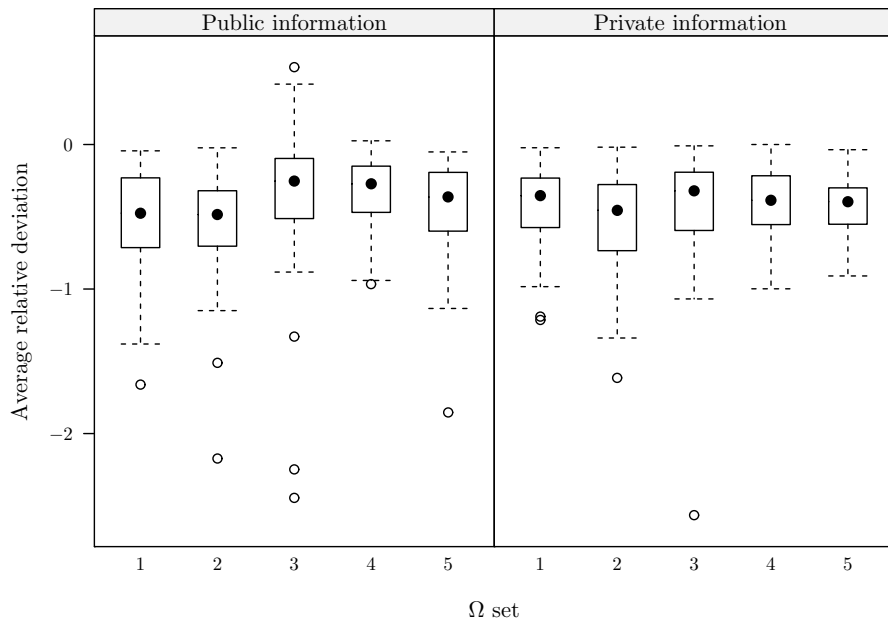 Public information
Private information
Average relative deviation
0
−1
−2
1 2 3 4 5
1 2 3 4 5
Ω set